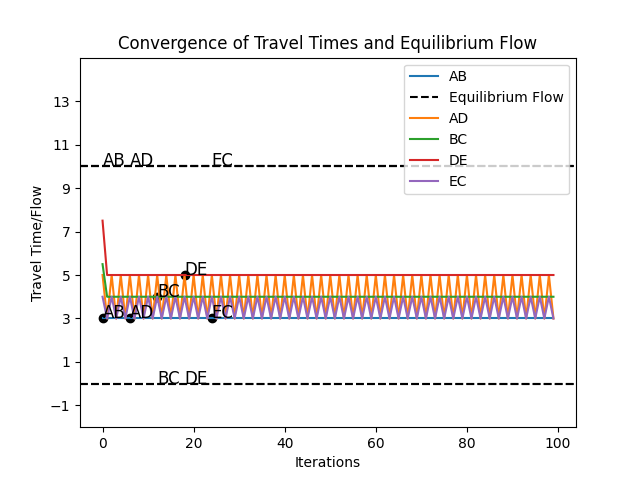 Convergence of Travel Times and Equilibrium Flow
AB
Equilibrium Flow
AD
BC
DE
EC
13
11
9
7
5
3
1
−1
AB AD EC
DE
BC
AB AD EC
BC DE
0 20 40 60 80 100
Travel Time/Flow
Iterations